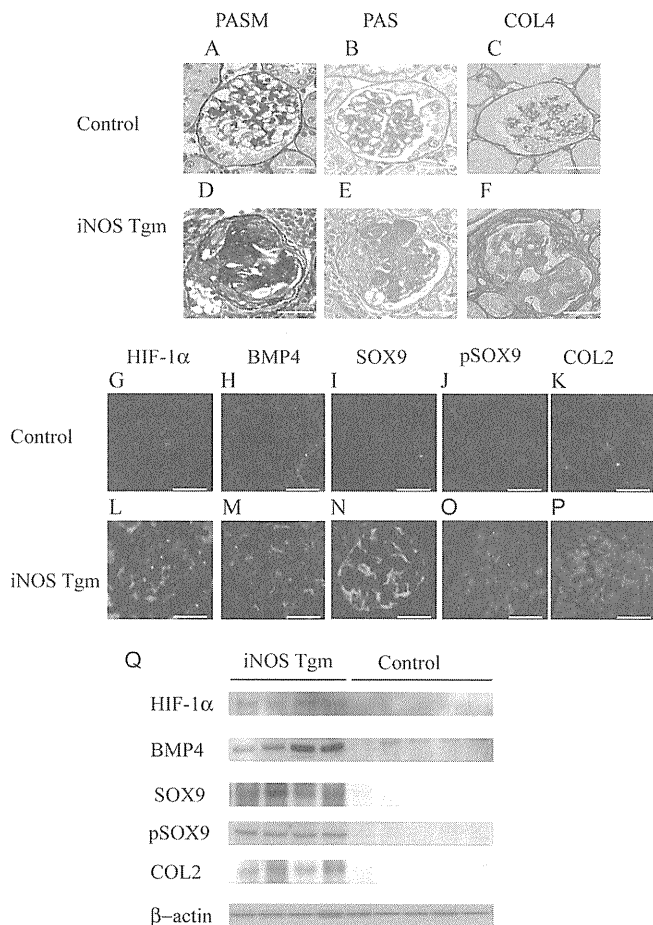 PASM PAS COL4
A B C
Control
D E F
iNOS Tgm
HIF-1α BMP4 SOX9 pSOX9 COL2
G H I J K
Control
L M N O P
iNOS Tgm
Q iNOS Tgm Control
HIF-1α
BMP4
SOX9
pSOX9
COL2
β-actin